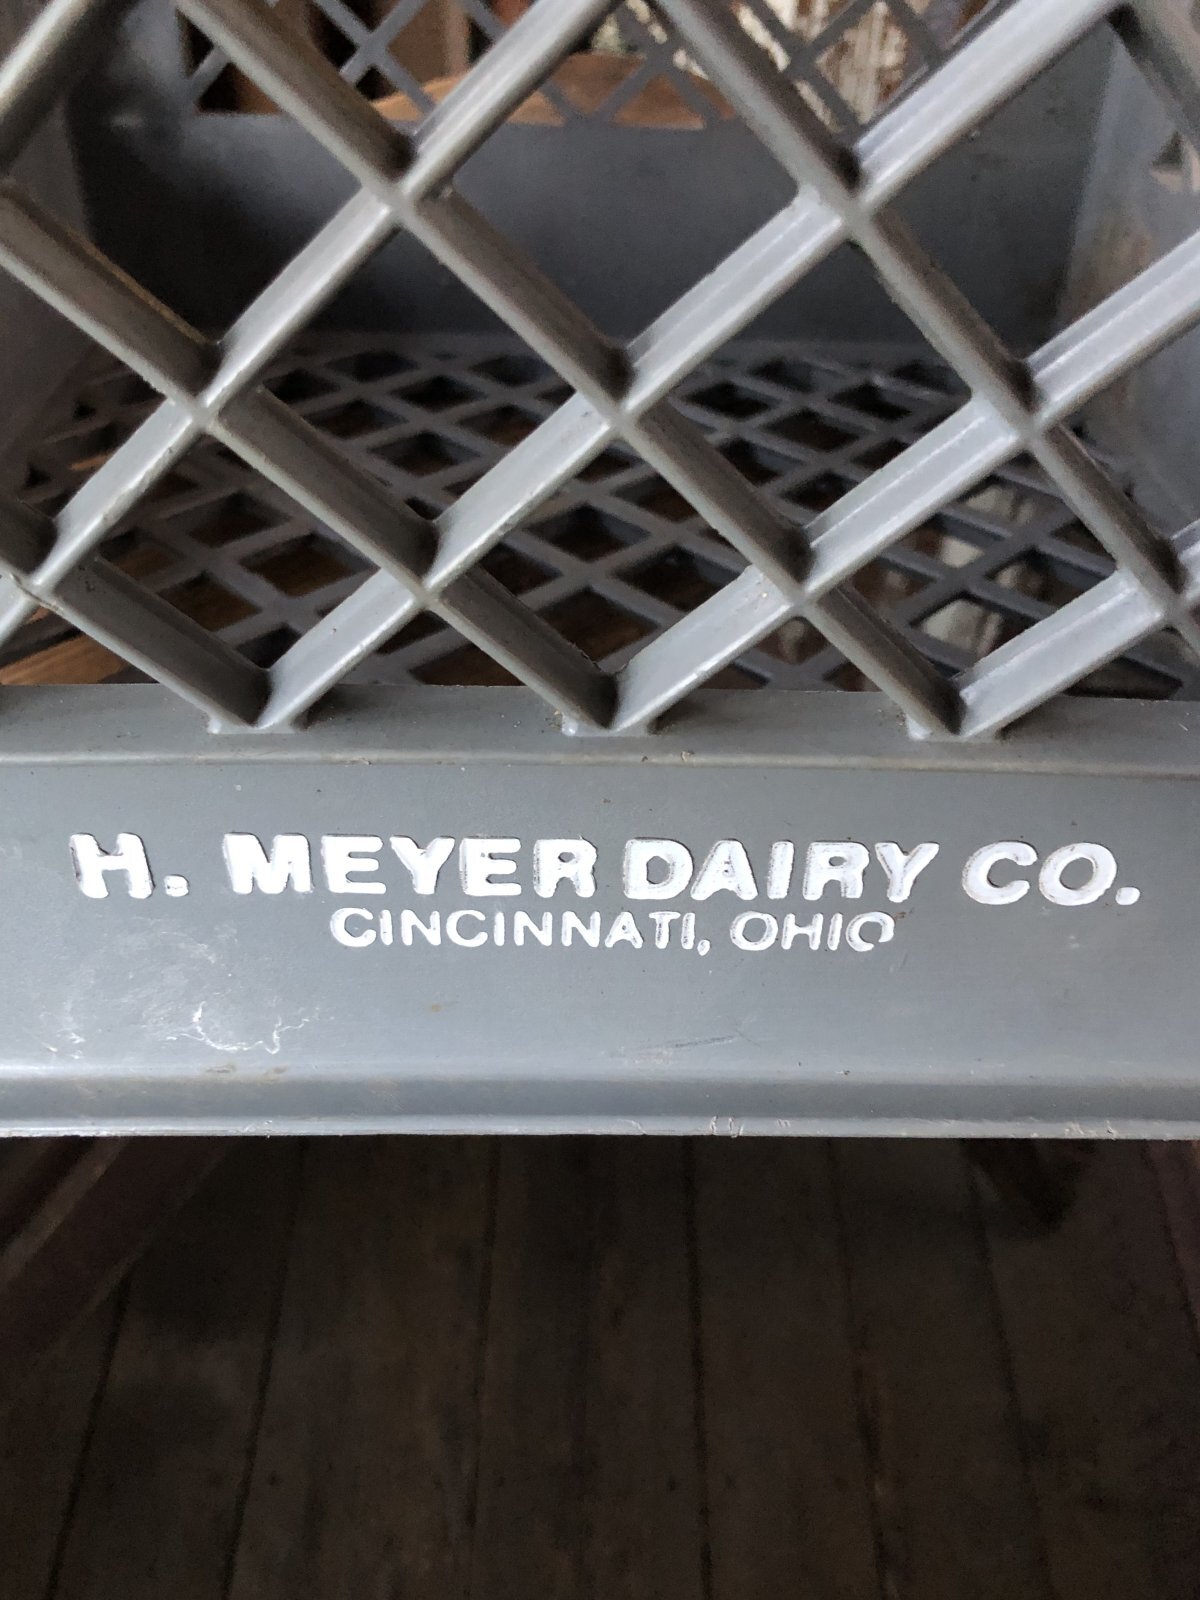 H. MEYER DAIRY CO.
CINCINNATI, OHIO